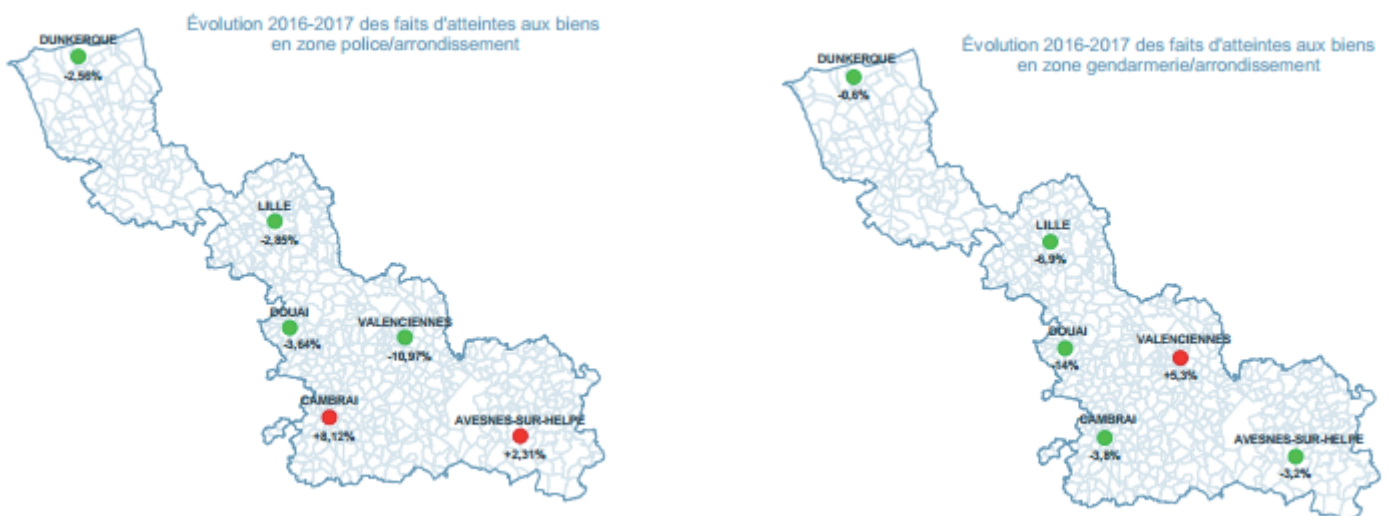 Évolution 2016-2017 des faits d'atteintes aux biens
en zone police/arrondissement
DUNKERQUE
-2,56%
LILLE
-2,85%
DOUAI
-3,64%
VALENCIENNES
-10,97%
CAMBRAI
+8,12%
AVESNES-SUR-HELPE
+2,31%
Évolution 2016-2017 des faits d'atteintes aux biens
en zone gendarmerie/arrondissement
DUNKERQUE
-0,6%
LILLE
-6,9%
DOUAI
-14%
VALENCIENNES
+5,3%
CAMBRAI
-3,8%
AVESNES-SUR-HELPE
-3,2%